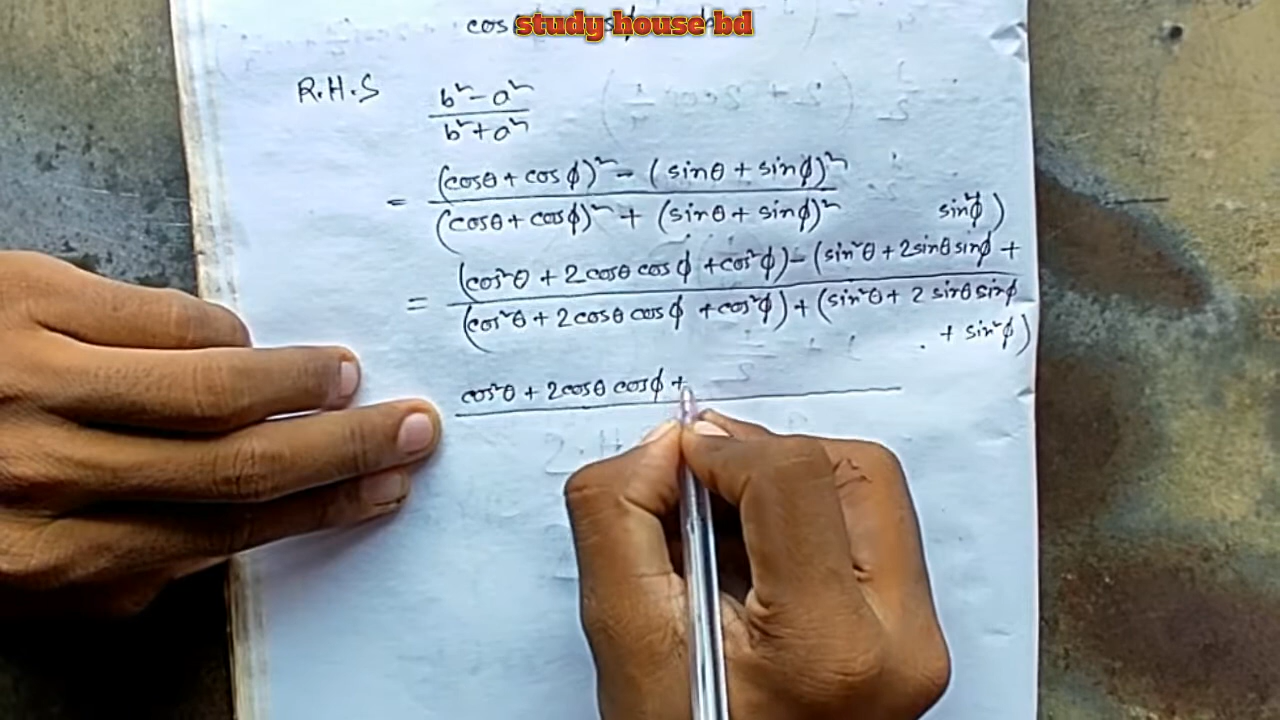 cos
study house bd
R.H.S
b² - a²
b² + a²
= (cosθ + cosϕ)² - (sinθ + sinϕ)²
(cosθ + cosϕ)² + (sinθ + sinϕ)²
sin²ϕ)
= (cos²θ + 2cosθ cosϕ + cos²ϕ) - (sin²θ + 2sinθ sinϕ +
(cos²θ + 2cosθ cosϕ + cos²ϕ) + (sin²θ + 2 sinθ sinϕ
+ sin²ϕ)
cos²θ + 2cosθ cosϕ +